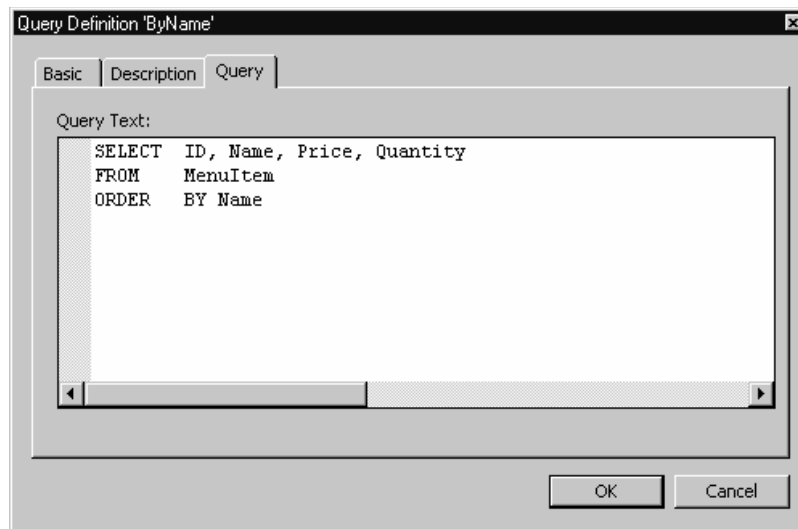 Query Definition 'ByName'
Basic Description Query
Query Text:
SELECT ID, Name, Price, Quantity
FROM MenuItem
ORDER BY Name
OK Cancel